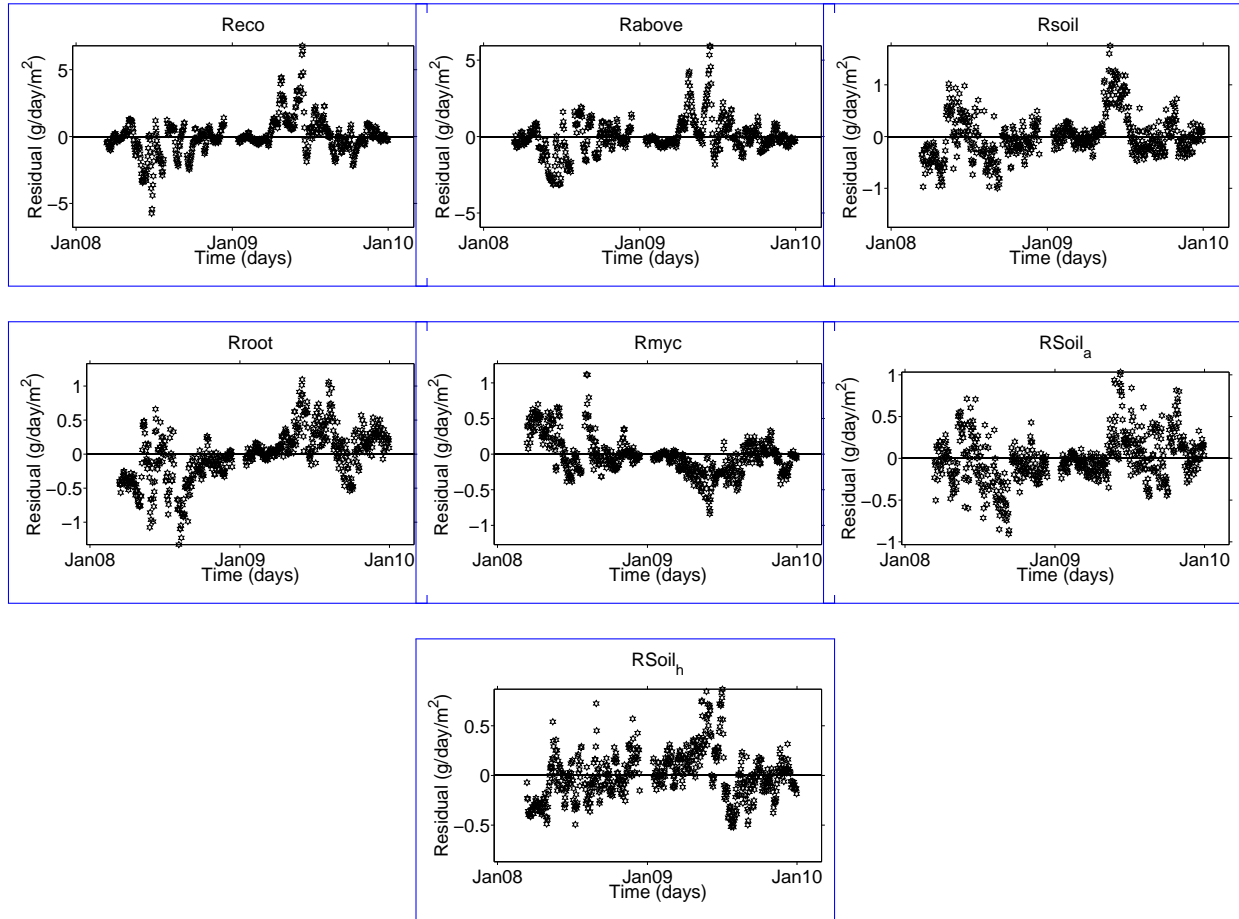 Reco
Residual (g/day/m²)
5
0
−5
Jan08
Jan09
Jan10
Time (days)
Rabove
Residual (g/day/m²)
5
0
−5
Jan08
Jan09
Jan10
Time (days)
Rsoil
Residual (g/day/m²)
1
0
−1
Jan08
Jan09
Jan10
Time (days)
Rroot
Residual (g/day/m²)
1
0.5
0
−0.5
−1
Jan08
Jan09
Jan10
Time (days)
Rmyc
Residual (g/day/m²)
1
0.5
0
−0.5
−1
Jan08
Jan09
Jan10
Time (days)
RSoilₐ
Residual (g/day/m²)
1
0.5
0
−0.5
−1
Jan08
Jan09
Jan10
Time (days)
RSoilₕ
Residual (g/day/m²)
0.5
0
−0.5
Jan08
Jan09
Jan10
Time (days)